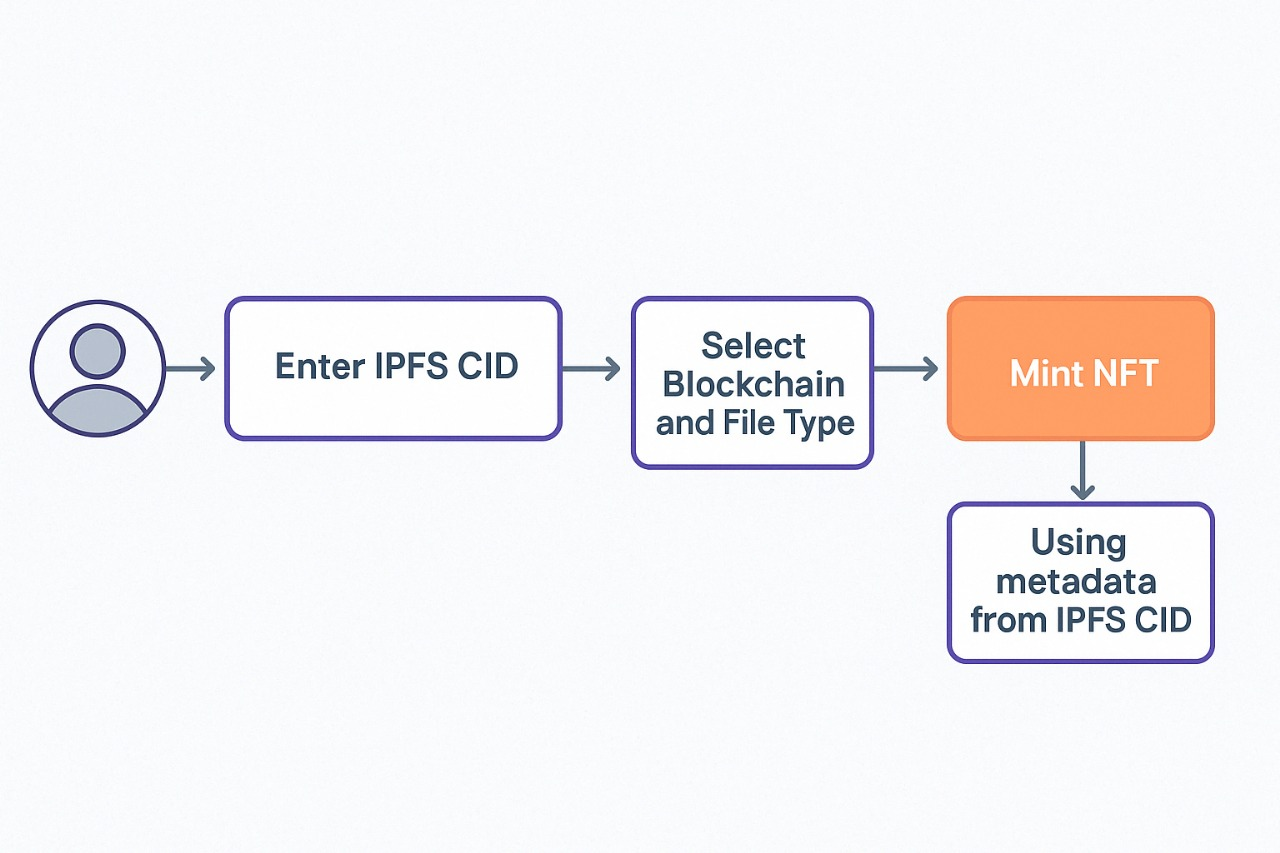 Enter IPFS CID
Select
Blockchain
and File Type
Mint NFT
Using
metadata
from IPFS CID